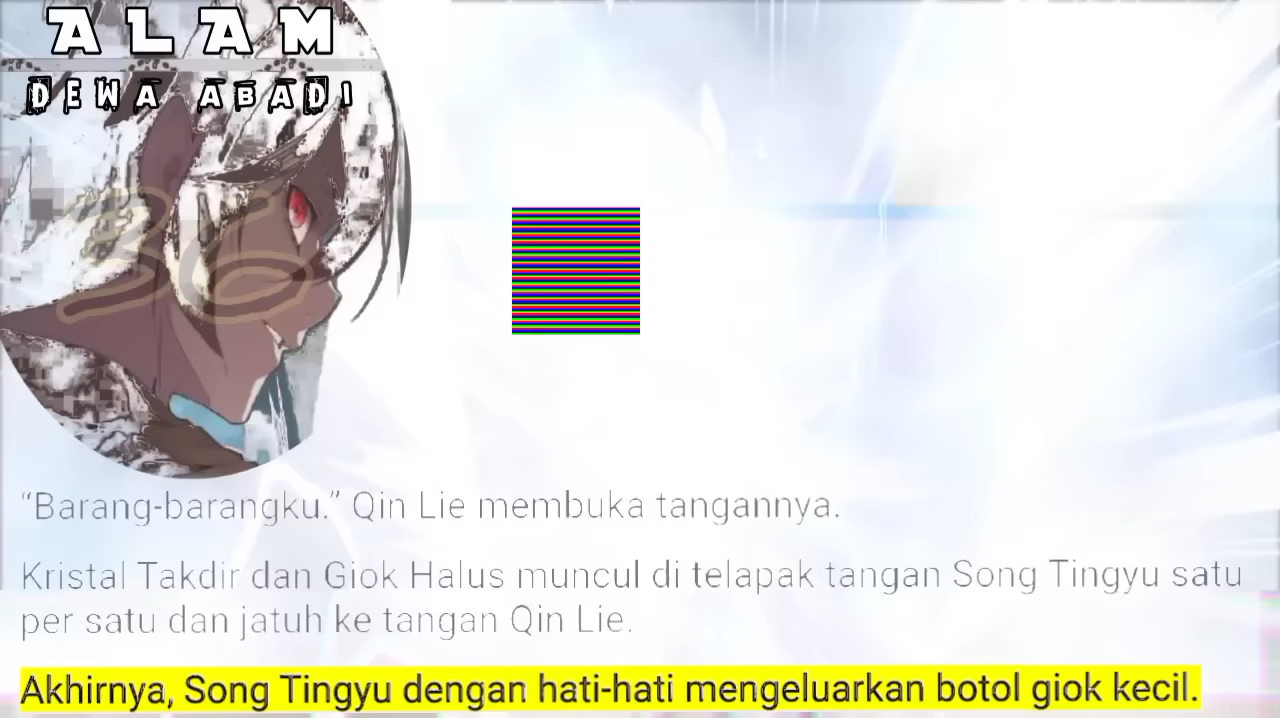 ALAM
DEWA ABADI
36
“Barang-barangku.” Qin Lie membuka tangannya.
Kristal Takdir dan Giok Halus muncul di telapak tangan Song Tingyu satu
per satu dan jatuh ke tangan Qin Lie.
Akhirnya, Song Tingyu dengan hati-hati mengeluarkan botol giok kecil.